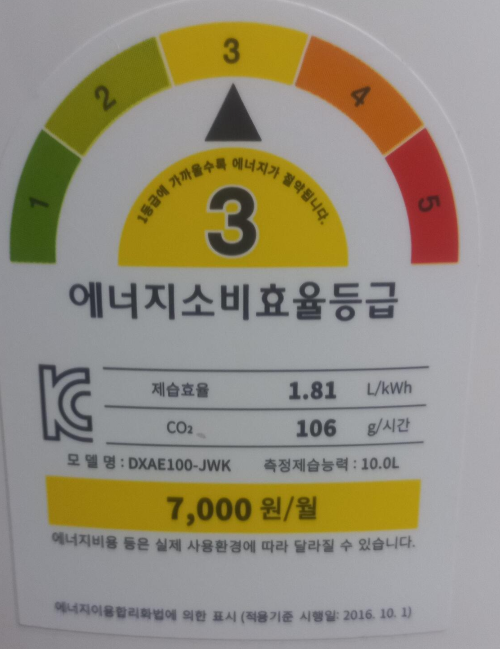 1 2 3 4 5
1등급에 가까울수록 에너지가 절약됩니다.
3
에너지소비효율등급
제습효율 1.81 L/kWh
CO₂ 106 g/시간
모 델 명 : DXAE100-JWK 측정제습능력 : 10.0L
7,000 원/월
에너지비용 등은 실제 사용환경에 따라 달라질 수 있습니다.
에너지이용합리화법에 의한 표시 (적용기준 시행일: 2016. 10. 1)